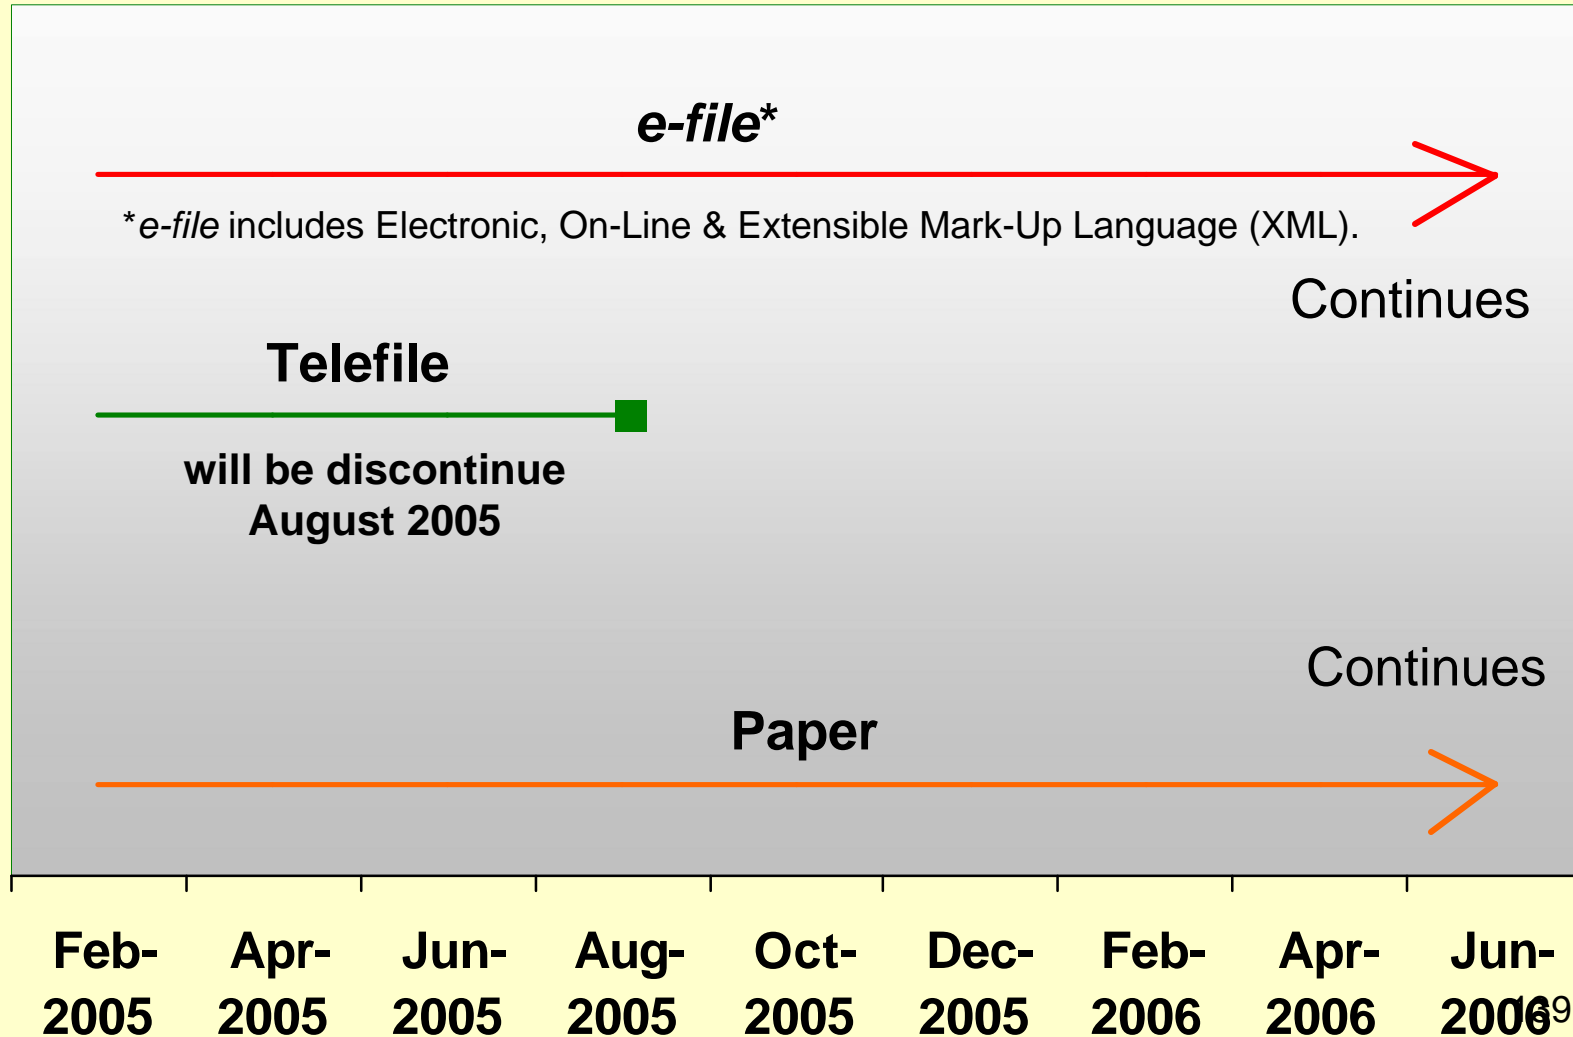 e-file*
*e-file includes Electronic, On-Line & Extensible Mark-Up Language (XML).
Continues
Telefile
will be discontinue
August 2005
Continues
Paper
Feb- Apr- Jun- Aug- Oct- Dec- Feb- Apr- Jun-
2005 2005 2005 2005 2005 2005 2006 2006 2006
139